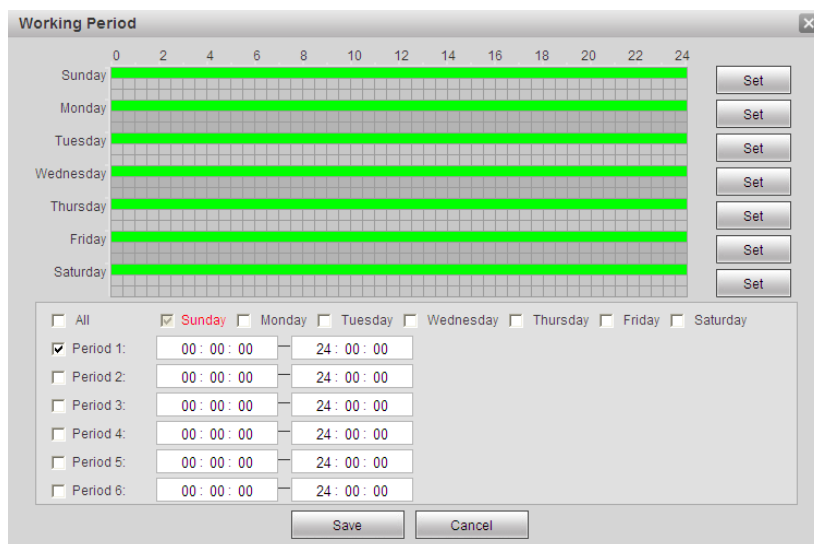 Working Period
0 2 4 6 8 10 12 14 16 18 20 22 24
Sunday Set
Monday Set
Tuesday Set
Wednesday Set
Thursday Set
Friday Set
Saturday Set
All Sunday Monday Tuesday Wednesday Thursday Friday Saturday
Period 1: 00 : 00 : 00 — 24 : 00 : 00
Period 2: 00 : 00 : 00 — 24 : 00 : 00
Period 3: 00 : 00 : 00 — 24 : 00 : 00
Period 4: 00 : 00 : 00 — 24 : 00 : 00
Period 5: 00 : 00 : 00 — 24 : 00 : 00
Period 6: 00 : 00 : 00 — 24 : 00 : 00
Save Cancel